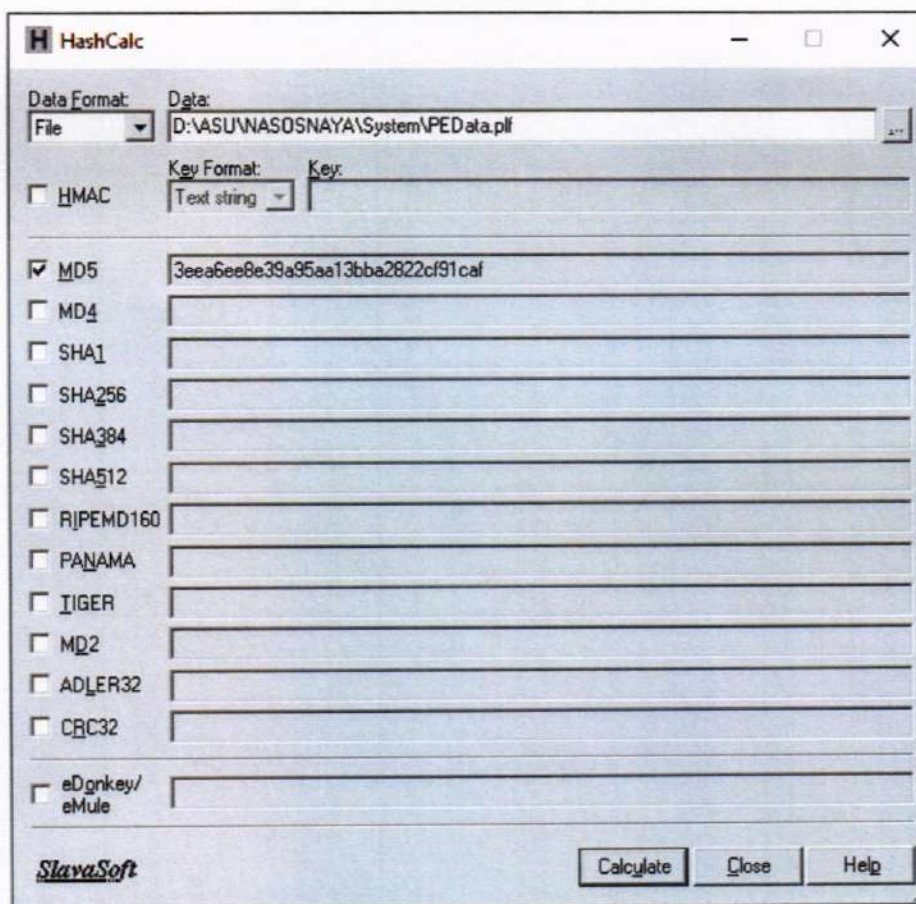 HashCalc
Data Format: Data:
File D:\ASU\NASOSNAYA\System\PEData.plf ...
Key Format: Key:
HMAC Text string
MD5 3eea6ee8e39a95aa13bba2822cf91caf
MD4
SHA1
SHA256
SHA384
SHA512
RIPEMD160
PANAMA
TIGER
MD2
ADLER32
CRC32
eDonkey/
eMule
SlavaSoft Calculate Close Help